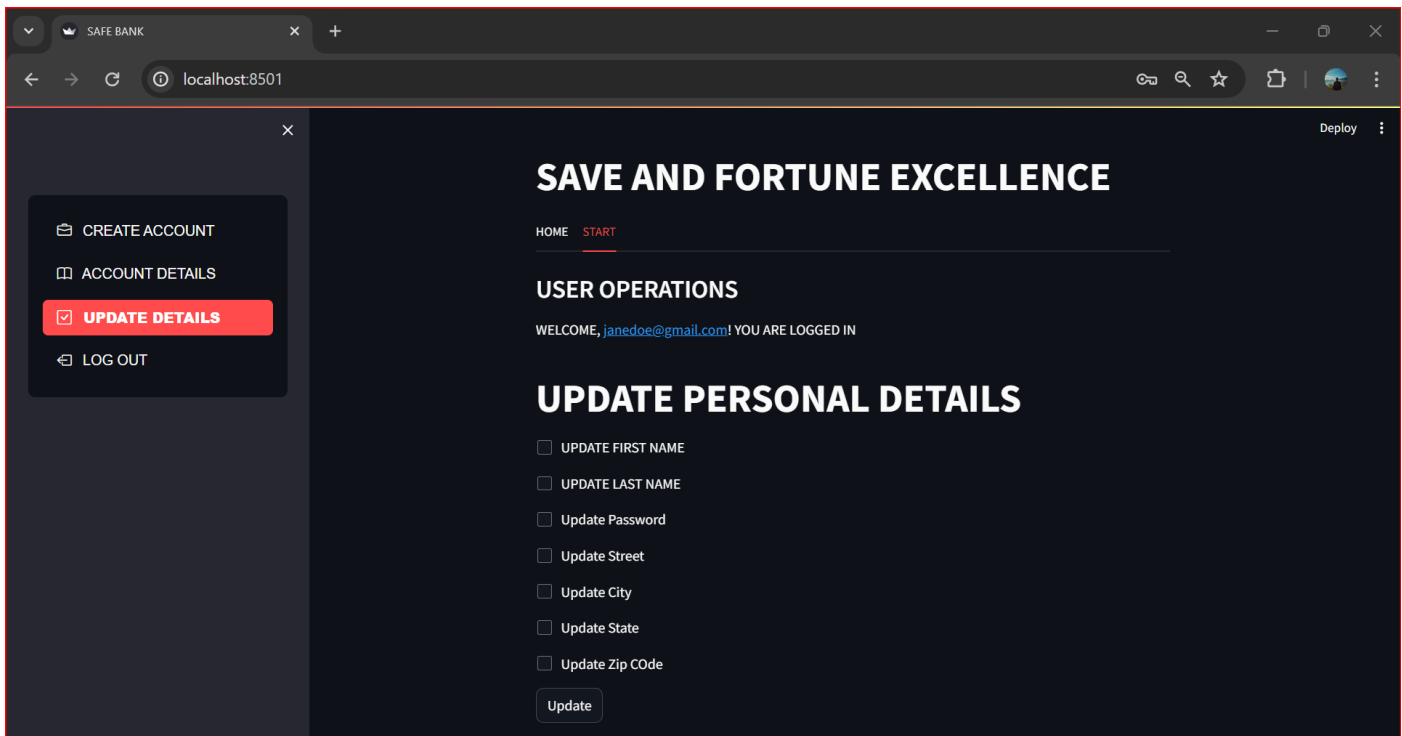 SAFE BANK
localhost:8501
Deploy
CREATE ACCOUNT
ACCOUNT DETAILS
UPDATE DETAILS
LOG OUT
SAVE AND FORTUNE EXCELLENCE
HOME START
USER OPERATIONS
WELCOME, janedoe@gmail.com! YOU ARE LOGGED IN
UPDATE PERSONAL DETAILS
UPDATE FIRST NAME
UPDATE LAST NAME
Update Password
Update Street
Update City
Update State
Update Zip COde
Update